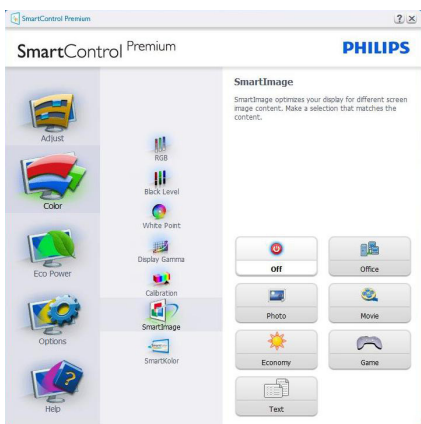 SmartControl Premium
SmartControl Premium
PHILIPS
Adjust
Color
Eco Power
Options
Help
RGB
Black Level
White Point
Display Gamma
Calibration
SmartImage
SmartKolor
SmartImage
SmartImage optimizes your display for different screen
image content. Make a selection that matches the
content.
Off
Office
Photo
Movie
Economy
Game
Text